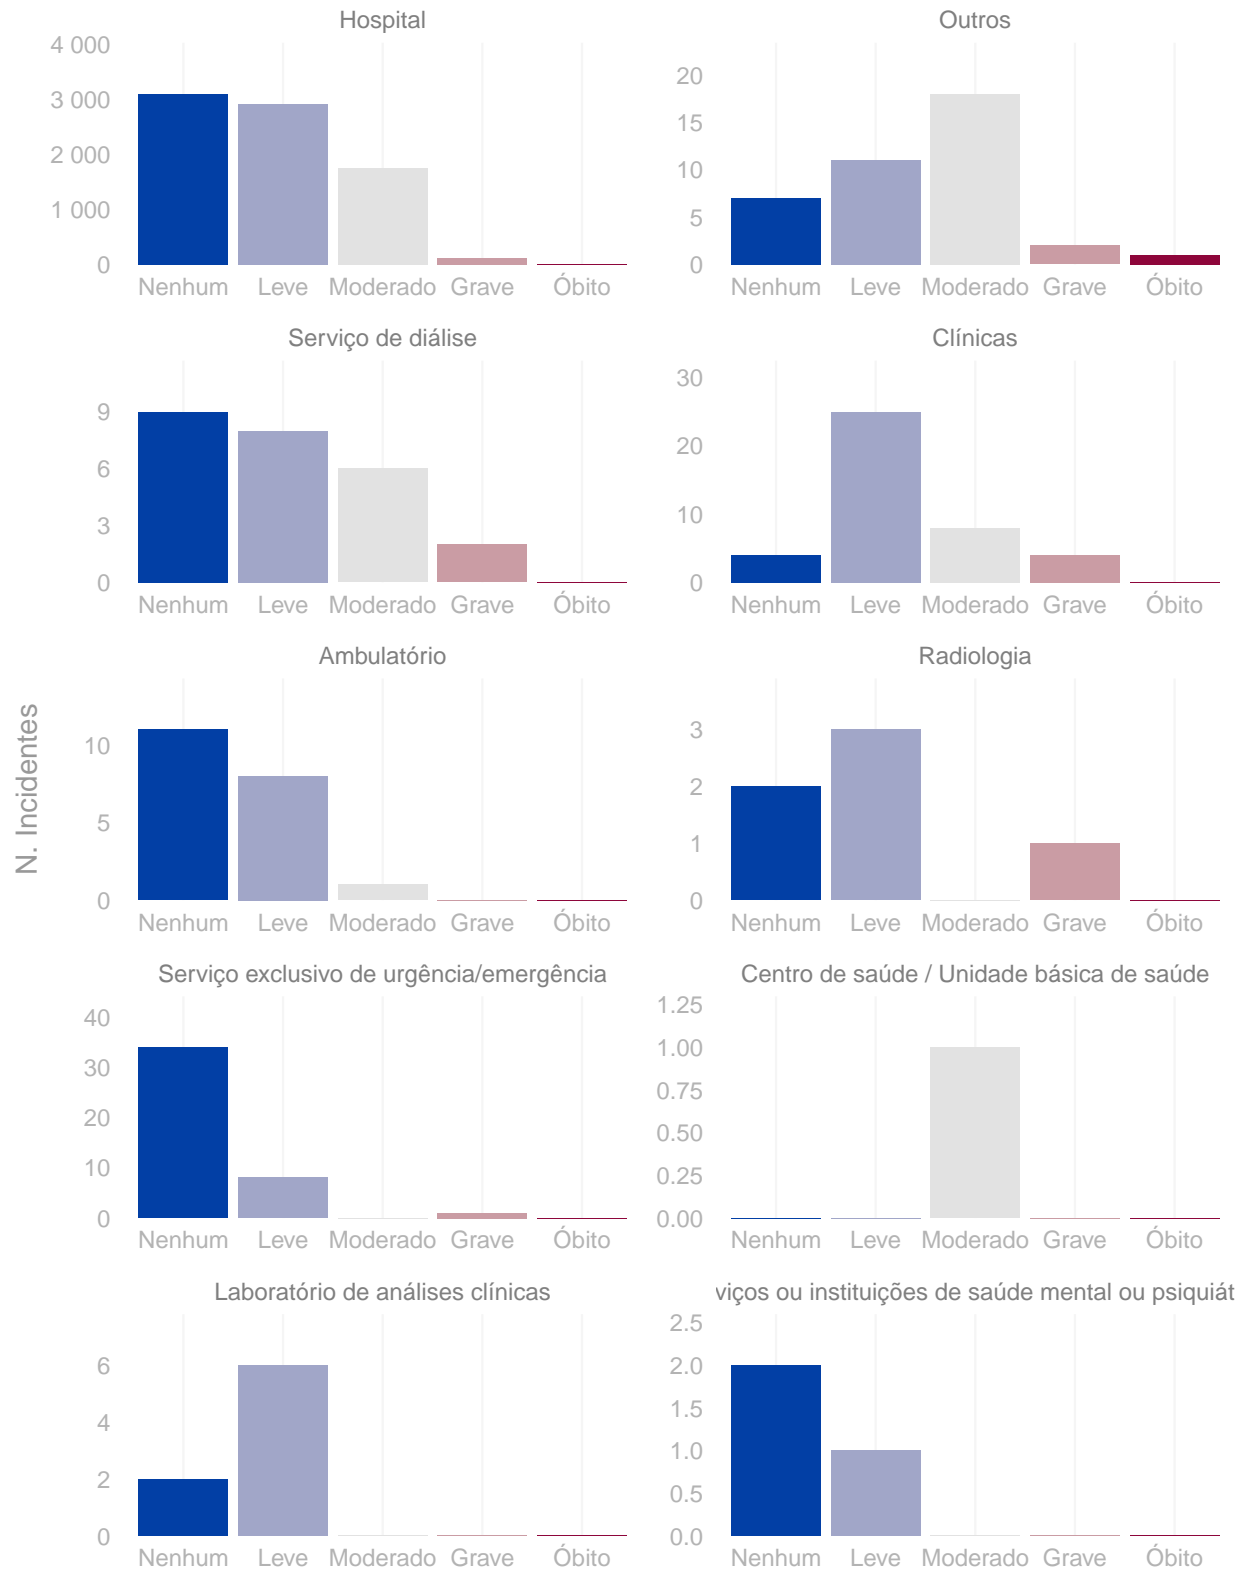 Hospital
4 000
3 000
2 000
1 000
0
Nenhum Leve Moderado Grave Óbito
Outros
20
15
10
5
0
Nenhum Leve Moderado Grave Óbito
Serviço de diálise
9
6
3
0
Nenhum Leve Moderado Grave Óbito
Clínicas
30
20
10
0
Nenhum Leve Moderado Grave Óbito
N. Incidentes
Ambulatório
10
5
0
Nenhum Leve Moderado Grave Óbito
Radiologia
3
2
1
0
Nenhum Leve Moderado Grave Óbito
Serviço exclusivo de urgência/emergência
40
30
20
10
0
Nenhum Leve Moderado Grave Óbito
Centro de saúde / Unidade básica de saúde
1.25
1.00
0.75
0.50
0.25
0.00
Nenhum Leve Moderado Grave Óbito
Laboratório de análises clínicas
6
4
2
0
Nenhum Leve Moderado Grave Óbito
viços ou instituições de saúde mental ou psiquiát
2.5
2.0
1.5
1.0
0.5
0.0
Nenhum Leve Moderado Grave Óbito